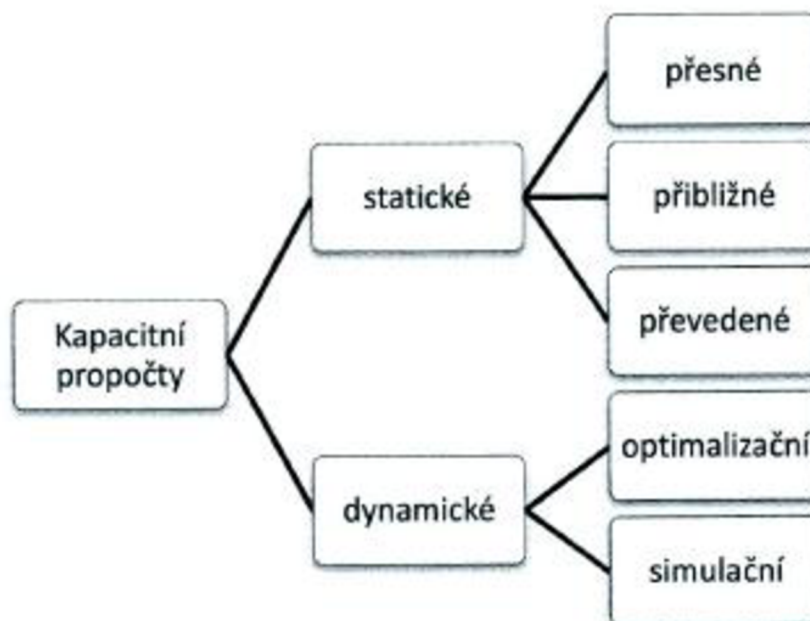 Kapacitní
propočty
statické
přesné
přibližné
převedené
dynamické
optimalizační
simulační